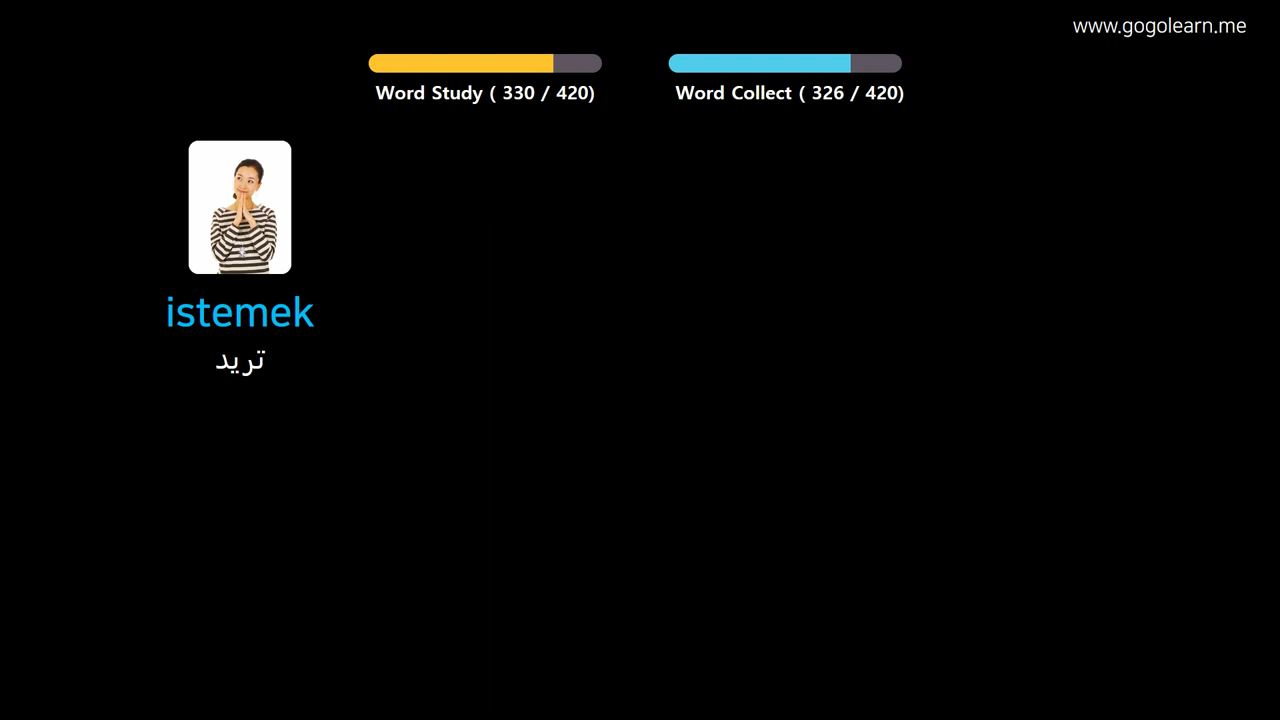 www.gogolearn.me
Word Study ( 330 / 420)
Word Collect ( 326 / 420)
istemek
تريد